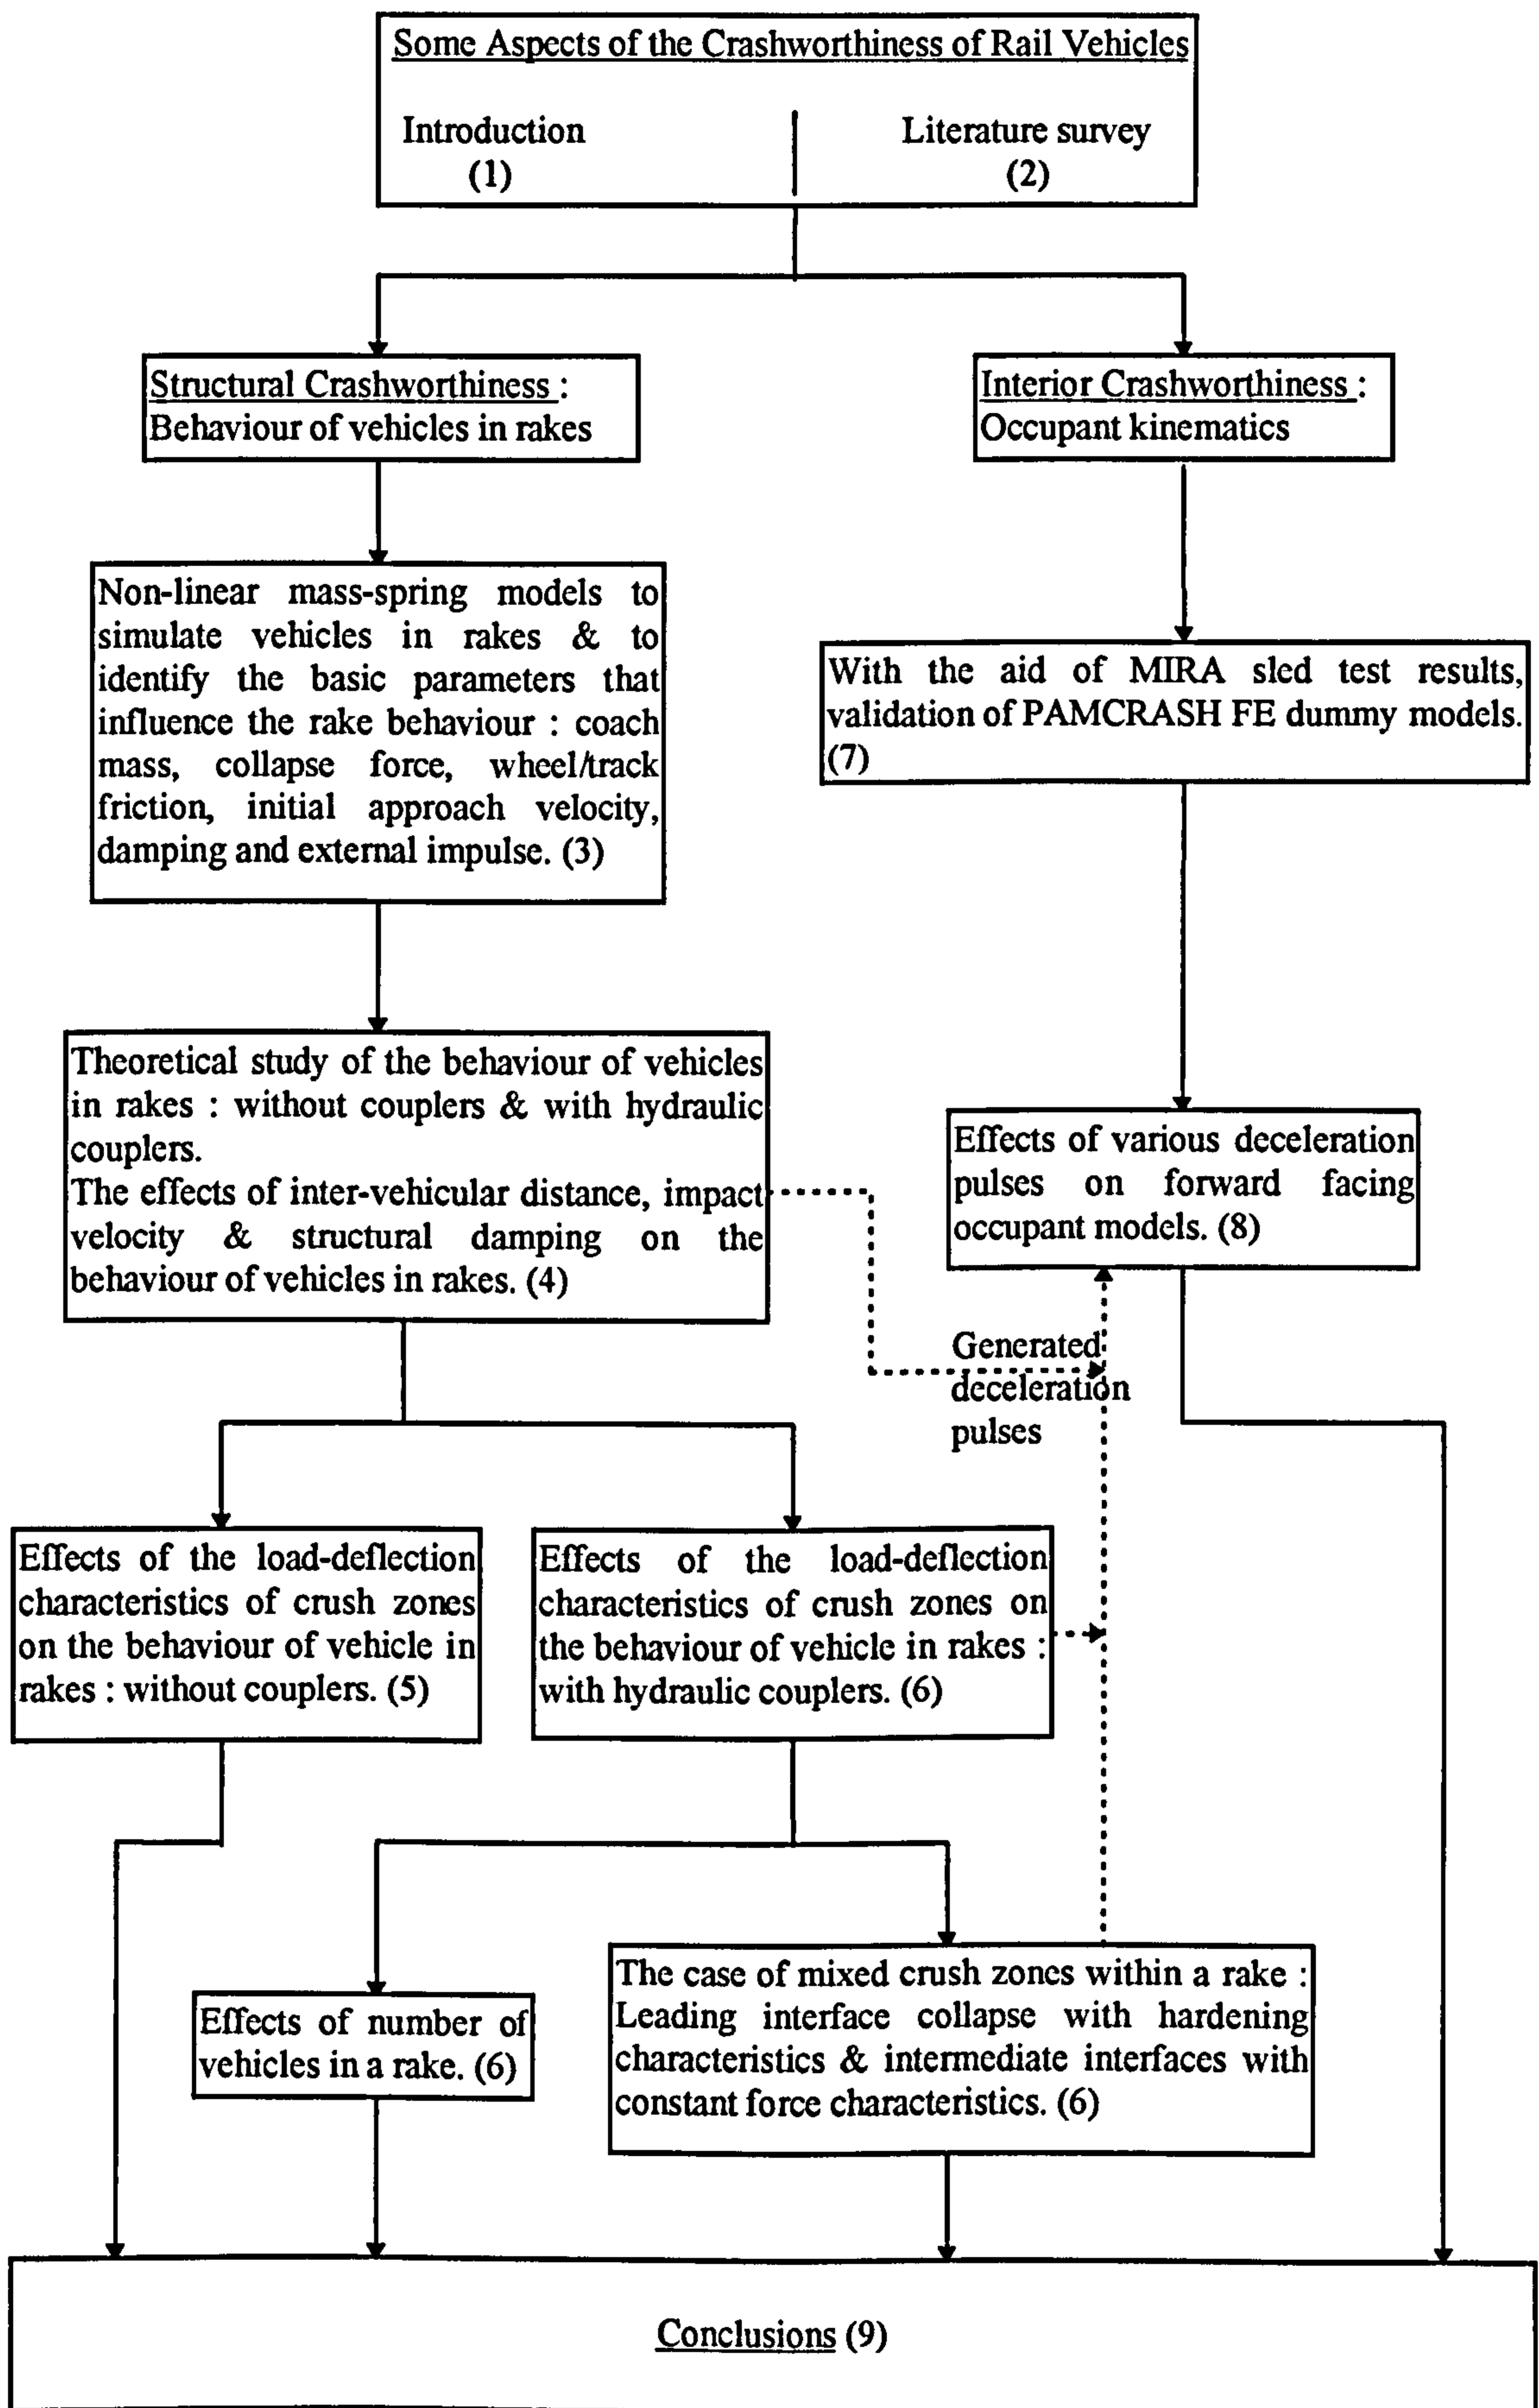 Some Aspects of the Crashworthiness of Rail Vehicles
Introduction
(1)
Literature survey
(2)
Structural Crashworthiness :
Behaviour of vehicles in rakes
Interior Crashworthiness :
Occupant kinematics
Non-linear mass-spring models to
simulate vehicles in rakes & to
identify the basic parameters that
influence the rake behaviour : coach
mass, collapse force, wheel/track
friction, initial approach velocity,
damping and external impulse. (3)
With the aid of MIRA sled test results,
validation of PAMCRASH FE dummy models.
(7)
Theoretical study of the behaviour of vehicles
in rakes : without couplers & with hydraulic
couplers.
The effects of inter-vehicular distance, impact
velocity & structural damping on the
behaviour of vehicles in rakes. (4)
Effects of various deceleration
pulses on forward facing
occupant models. (8)
Generated
deceleration
pulses
Effects of the load-deflection
characteristics of crush zones
on the behaviour of vehicle in
rakes : without couplers. (5)
Effects of the load-deflection
characteristics of crush zones on
the behaviour of vehicle in rakes :
with hydraulic couplers. (6)
Effects of number of
vehicles in a rake. (6)
The case of mixed crush zones within a rake :
Leading interface collapse with hardening
characteristics & intermediate interfaces with
constant force characteristics. (6)
Conclusions (9)